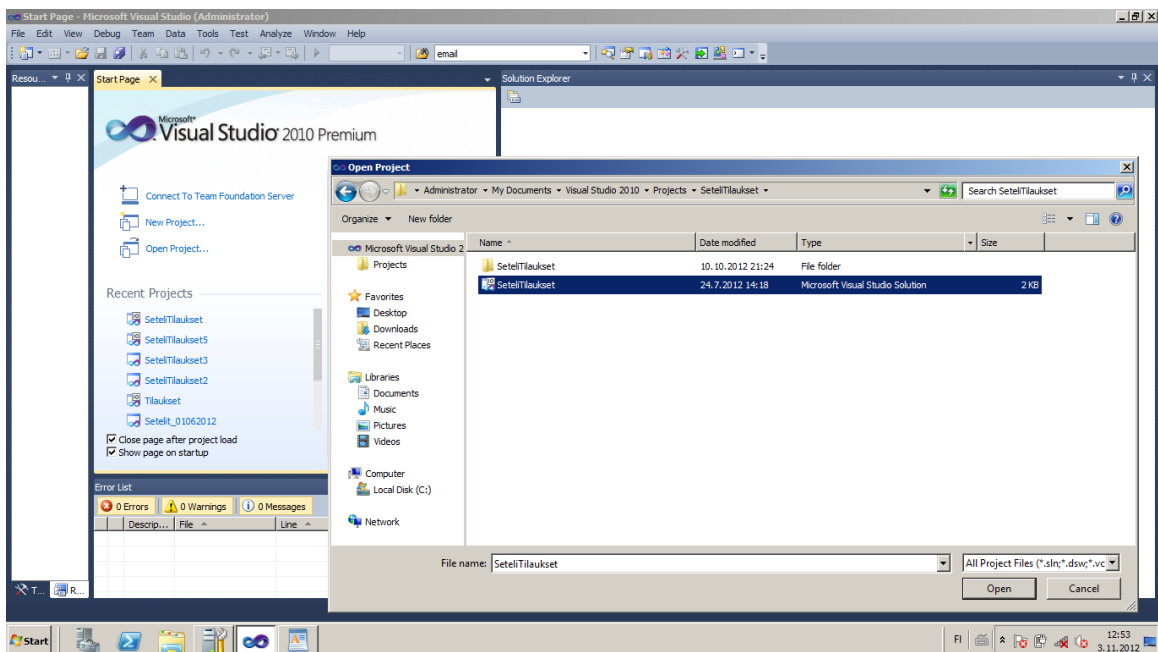 Start Page - Microsoft Visual Studio (Administrator)
File Edit View Debug Team Data Tools Test Analyze Window Help
email
Resou...
Start Page
Solution Explorer
Microsoft
Visual Studio 2010 Premium
Connect To Team Foundation Server
New Project...
Open Project...
Recent Projects
SeteliTilaukset
SeteliTilaukset5
SeteliTilaukset3
SeteliTilaukset2
Tilaukset
Setelit_01062012
Close page after project load
Show page on startup
Error List
0 Errors 0 Warnings 0 Messages
Descrip... File Line
T... R...
Open Project
Administrator My Documents Visual Studio 2010 Projects SeteliTilaukset
Search SeteliTilaukset
Organize New folder
Microsoft Visual Studio 2
Projects
Favorites
Desktop
Downloads
Recent Places
Libraries
Documents
Music
Pictures
Videos
Computer
Local Disk (C:)
Network
Name Date modified Type Size
SeteliTilaukset 10.10.2012 21:24 File folder
SeteliTilaukset 24.7.2012 14:18 Microsoft Visual Studio Solution 2 KB
File name: SeteliTilaukset All Project Files (*.sln;*.dsw;*.vc
Open Cancel
Start FI 12:53
3.11.2012